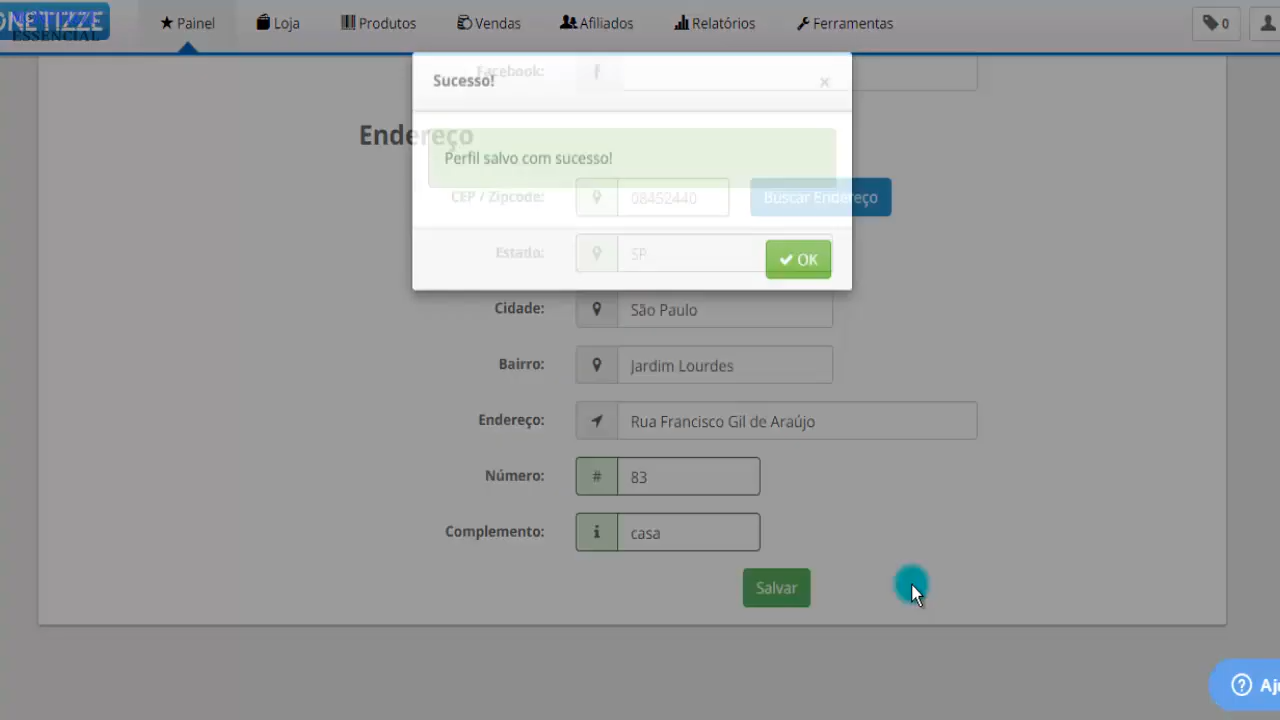 ONETIZZE
ESSENCIAL
Painel
Loja
Produtos
Vendas
Afiliados
Relatórios
Ferramentas
0
Facebook:
Sucesso!
×
Endereço
Perfil salvo com sucesso!
CEP / Zipcode:
08452440
Buscar Endereço
Estado:
SP
OK
Cidade:
São Paulo
Bairro:
Jardim Lourdes
Endereço:
Rua Francisco Gil de Araújo
Número:
# 83
Complemento:
casa
Salvar